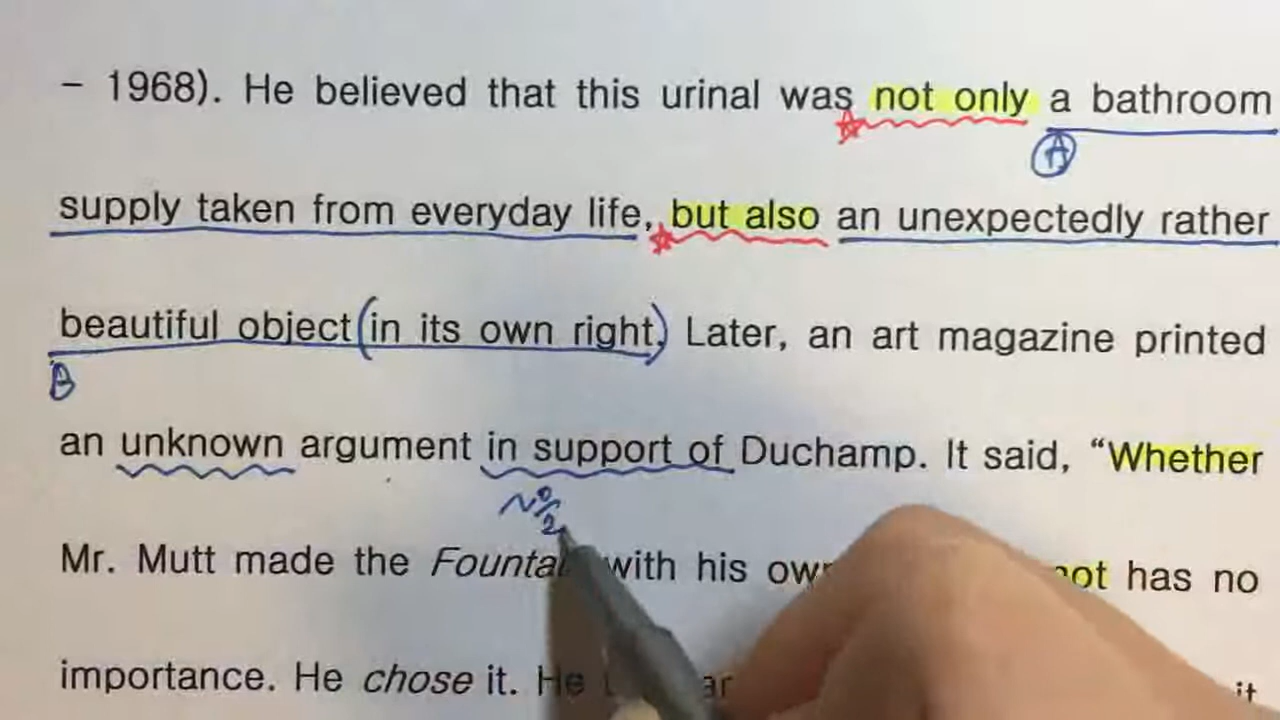 – 1968). He believed that this urinal was not only a bathroom
A
supply taken from everyday life, but also an unexpectedly rather
beautiful object (in its own right) Later, an art magazine printed
B
an unknown argument in support of Duchamp. It said, “Whether
Mr. Mutt made the with his not has no
importance. He chose it. He it